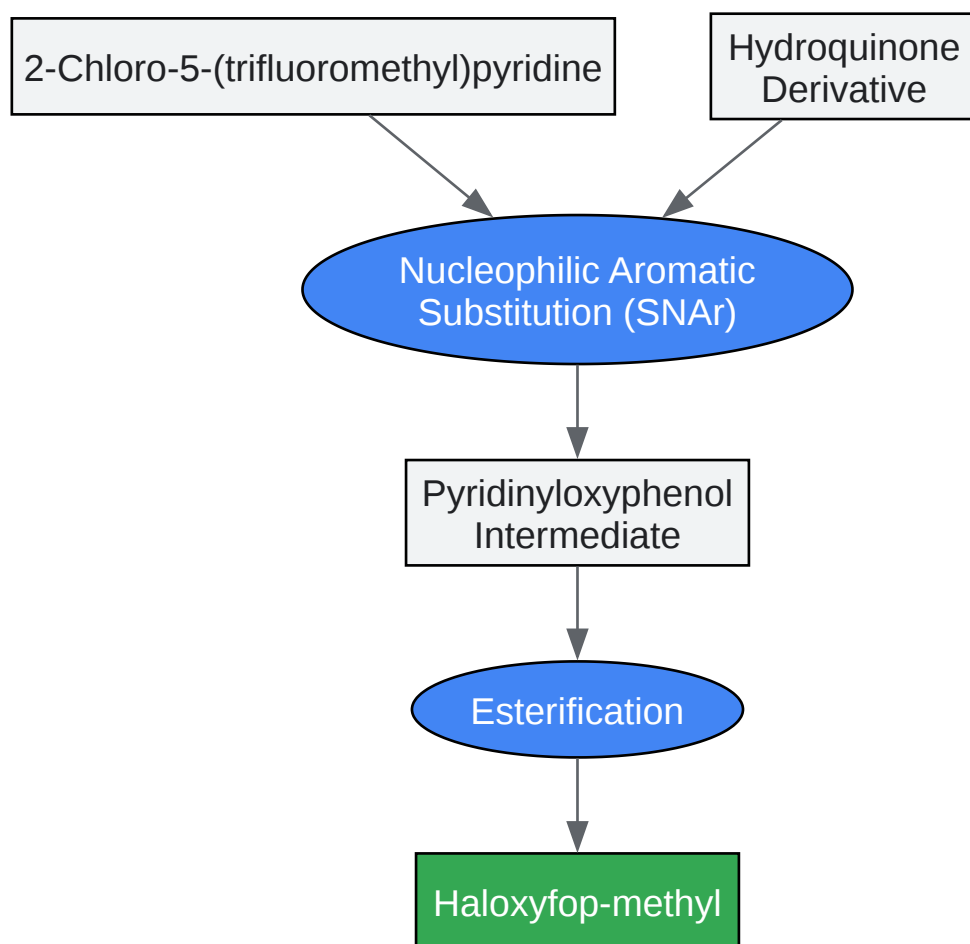 2-Chloro-5-(trifluoromethyl)pyridine
Hydroquinone
Derivative
Nucleophilic Aromatic
Substitution (SNAr)
Pyridinyloxyphenol
Intermediate
Esterification
Haloxyfop-methyl